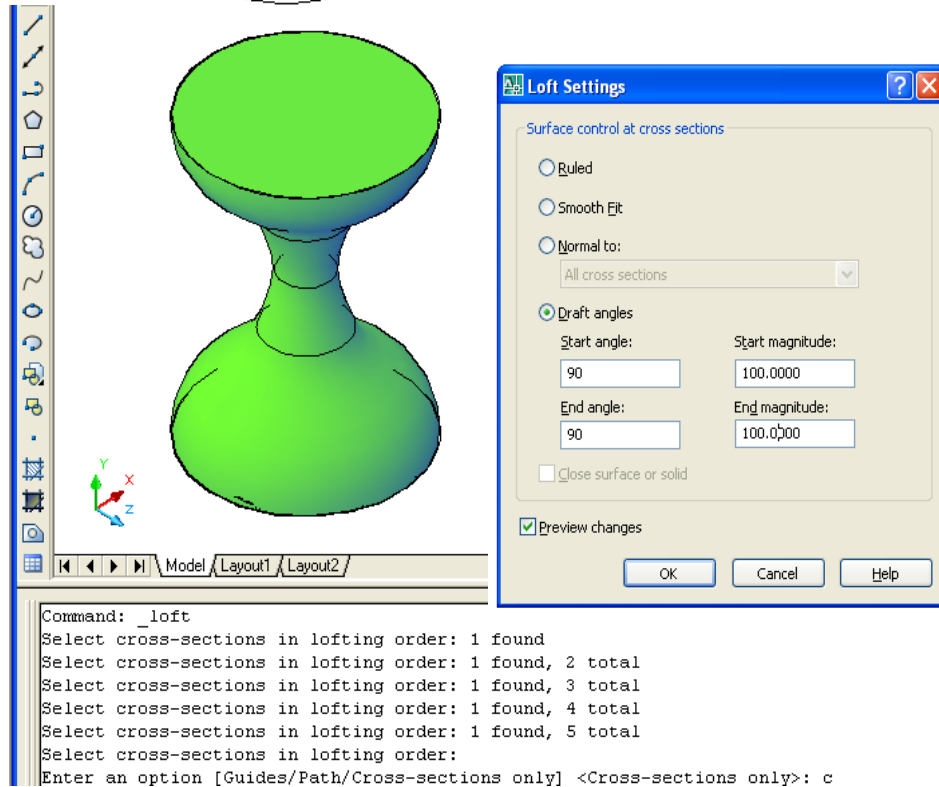 Loft Settings
Surface control at cross sections
Ruled
Smooth Fit
Normal to:
All cross sections
Draft angles
Start angle: Start magnitude:
90 100.0000
End angle: End magnitude:
90 100.0000
Close surface or solid
Preview changes
OK Cancel Help
Y
X
Z
Model Layout1 Layout2
Command: _loft
Select cross-sections in lofting order: 1 found
Select cross-sections in lofting order: 1 found, 2 total
Select cross-sections in lofting order: 1 found, 3 total
Select cross-sections in lofting order: 1 found, 4 total
Select cross-sections in lofting order: 1 found, 5 total
Select cross-sections in lofting order:
Enter an option [Guides/Path/Cross-sections only] <Cross-sections only>: c